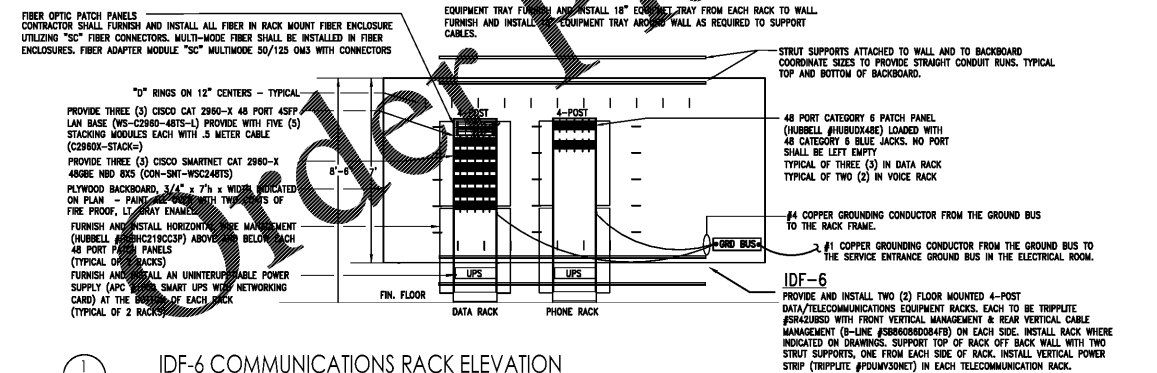 FIBER OPTIC PATCH PANELS
CONTRACTOR SHALL FURNISH AND INSTALL ALL FIBER IN RACK MOUNT FIBER ENCLOSURE
UTILIZING "SC" FIBER CONNECTORS. MULTI-MODE FIBER SHALL BE INSTALLED IN FIBER
ENCLOSURES. FIBER ADAPTER MODULE "SC" MULTIMODE 50/125 OM3 WITH CONNECTORS
EQUIPMENT TRAY FURNISH AND INSTALL 18" TRAY FROM EACH RACK TO WALL.
FURNISH AND INSTALL EQUIPMENT TRAY AROUND WALL AS REQUIRED TO SUPPORT
CABLES.
"D" RINGS ON 12" CENTERS - TYPICAL
PROVIDE THREE (3) CISCO CAT 2960-X 48 PORT 4SFP
LAN BASE (WS-C2960-48TS-L) PROVIDE WITH FIVE (5)
STACKING MODULES EACH WITH .5 METER CABLE
(C2960X-STACK=)
PROVIDE THREE (3) CISCO SMARTNET CAT 2960-X
48GBE NBD 8X5 (CON-SNT-WSC248TS)
PLYWOOD BACKBOARD, 3/4" x 7'h x WIDTH INDICATED
ON PLAN - PAINT WITH TWO COATS OF
FIRE PROOF, LT. GRAY ENAMEL
FURNISH AND INSTALL HORIZONTAL WIRE MANAGEMENT
(HUBBELL ABOVE AND BELOW EACH
48 PORT PATCH PANELS
(TYPICAL OF 2 RACKS)
FURNISH AND INSTALL AN UNINTERUPTABLE POWER
SUPPLY (APC SMART UPS WITH NETWORKING
CARD) AT THE BOTTOM OF EACH RACK
(TYPICAL OF 2 RACKS)
8'-6"
7'
4-POST
4-POST
UPS
UPS
GRD BUS
FIN. FLOOR
DATA RACK
PHONE RACK
STRUT SUPPORTS ATTACHED TO WALL AND TO BACKBOARD
COORDINATE SIZES TO PROVIDE STRAIGHT CONDUIT RUNS. TYPICAL
TOP AND BOTTOM OF BACKBOARD.
48 PORT CATEGORY 6 PATCH PANEL
(HUBBELL #HUBUDX48E) LOADED WITH
48 CATEGORY 6 BLUE JACKS. NO PORT
SHALL BE LEFT EMPTY
TYPICAL OF THREE (3) IN DATA RACK
TYPICAL OF TWO (2) IN VOICE RACK
#4 COPPER GROUNDING CONDUCTOR FROM THE GROUND BUS
TO THE RACK FRAME.
#1 COPPER GROUNDING CONDUCTOR FROM THE GROUND BUS TO
THE SERVICE ENTRANCE GROUND BUS IN THE ELECTRICAL ROOM.
IDF-6
PROVIDE AND INSTALL TWO (2) FLOOR MOUNTED 4-POST
DATA/TELECOMMUNICATIONS EQUIPMENT RACKS. EACH TO BE TRIPPLITE
#SR42UBSD WITH FRONT VERTICAL MANAGEMENT & REAR VERTICAL CABLE
MANAGEMENT (B-LINE #SB86086D084FB) ON EACH SIDE. INSTALL RACK WHERE
INDICATED ON DRAWINGS. SUPPORT TOP OF RACK OFF BACK WALL WITH TWO
STRUT SUPPORTS, ONE FROM EACH SIDE OF RACK. INSTALL VERTICAL POWER
STRIP (TRIPPLITE #PDUMV30NET) IN EACH TELECOMMUNICATION RACK.
1
IDF-6 COMMUNICATIONS RACK ELEVATION
Order